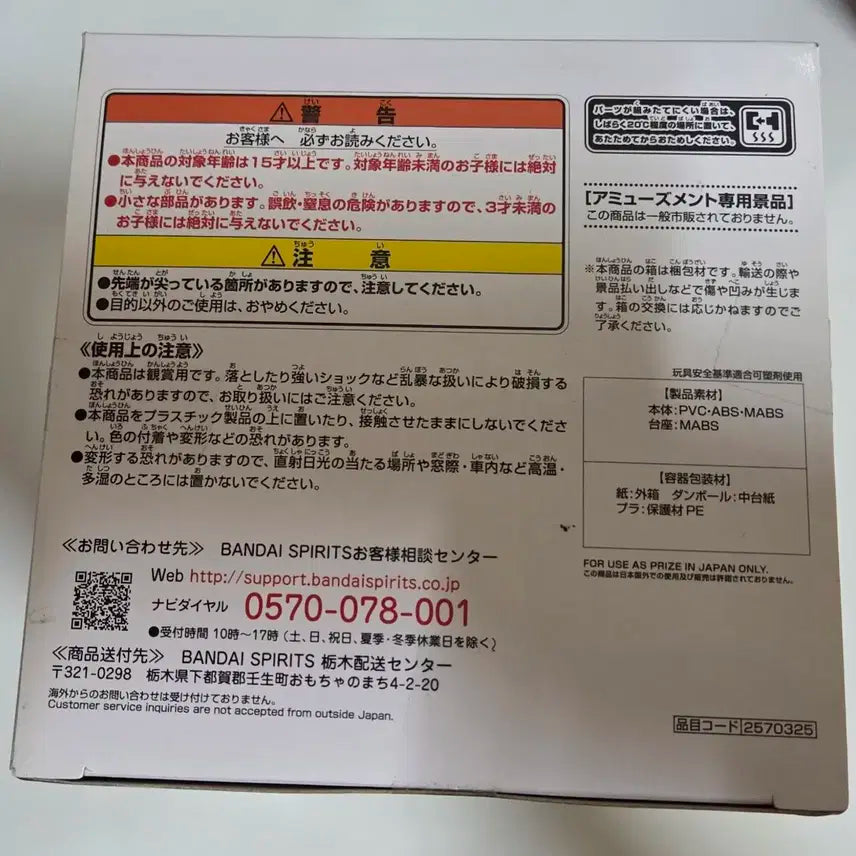 ⚠警告
お客様へ 必ずお読みください。
●本商品の対象年齢は15才以上です。対象年齢未満のお子様には絶対
に与えないでください。
●小さな部品があります。誤飲・窒息の危険がありますので、3才未満の
お子様には絶対に与えないでください。
⚠注意
●先端が尖っている箇所がありますので、注意してください。
●目的以外のご使用は、おやめください。
《使用上の注意》
●本商品は観賞用です。落としたり強いショックなど乱暴な扱いにより破損する
恐れがありますので、お取り扱いにはご注意ください。
●本商品をプラスチック製品の上に置いたり、接触させたままにしないでくださ
い。色の付着や変形などの恐れがあります。
●変形する恐れがありますので、直射日光の当たる場所や窓際・車内など高温・
多湿のところには置かないでください。
パーツが組みたてにくい場合は、
しばらく20℃程度の場所に置いて、
あたためてからおためしください。
[アミューズメント専用景品]
この商品は一般市販されておりません。
※本商品の箱は梱包材です。輸送の際や
景品払い出しなどで傷や凹みが生じま
す。箱の交換には応じかねますのでご
了承ください。
玩具安全基準適合可塑剤使用
【製品素材】
本体:PVC・ABS・MABS
台座:MABS
【容器包装材】
紙:外箱 ダンボール:中台紙
プラ:保護材PE
FOR USE AS PRIZE IN JAPAN ONLY.
この商品は日本国外での使用及び販売は許諾されておりません。
≪お問い合わせ先≫ BANDAI SPIRITSお客様相談センター
Web http://support.bandaispirits.co.jp
ナビダイヤル 0570-078-001
●受付時間 10時〜17時（土、日、祝日、夏季・冬季休業日を除く）
≪商品送付先≫ BANDAI SPIRITS 栃木配送センター
〒321-0298 栃木県下都賀郡壬生町おもちゃのまち4-2-20
海外からのお問い合わせは受け付けておりません。
Customer service inquiries are not accepted from outside Japan.
品目コード 2570325